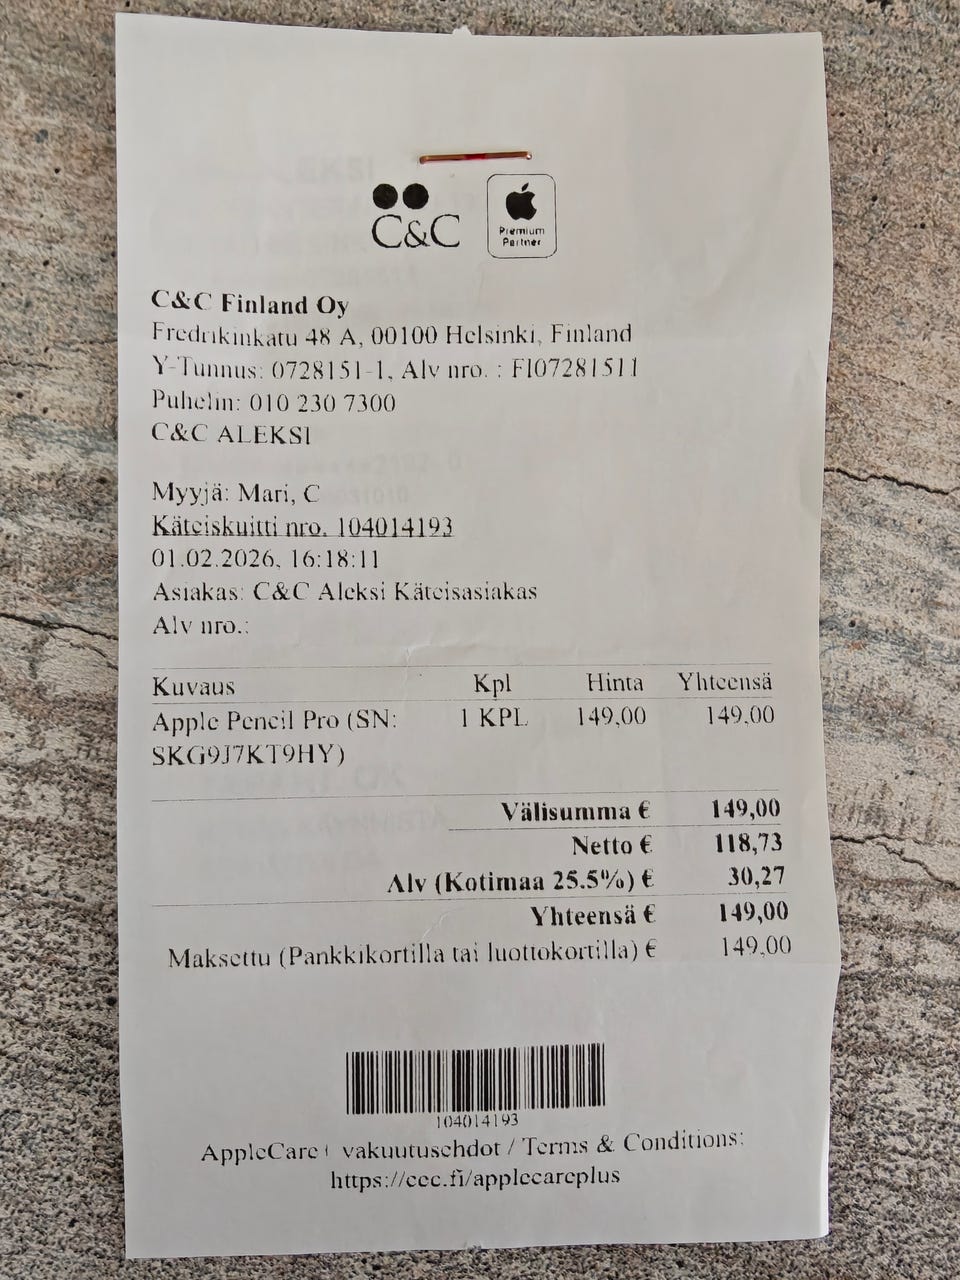 C&C
Premium
Partner
C&C Finland Oy
Fredrikinkatu 48 A, 00100 Helsinki, Finland
Y-Tunnus: 0728151-1, Alv nro. : FI07281511
Puhelin: 010 230 7300
C&C ALEKSI
Myyjä: Mari, C
Käteiskuitti nro. 104014193
01.02.2026, 16:18:11
Asiakas: C&C Aleksi Käteisasiakas
Alv nro.:
Kuvaus Kpl Hinta Yhteensä
Apple Pencil Pro (SN: 1 KPL 149,00 149,00
SKG9J7KT9HY)
Välisumma € 149,00
Netto € 118,73
Alv (Kotimaa 25.5%) € 30,27
Yhteensä € 149,00
Maksettu (Pankkikortilla tai luottokortilla) € 149,00
104014193
AppleCare+ vakuutusehdot / Terms & Conditions:
https://ccc.fi/applecareplus